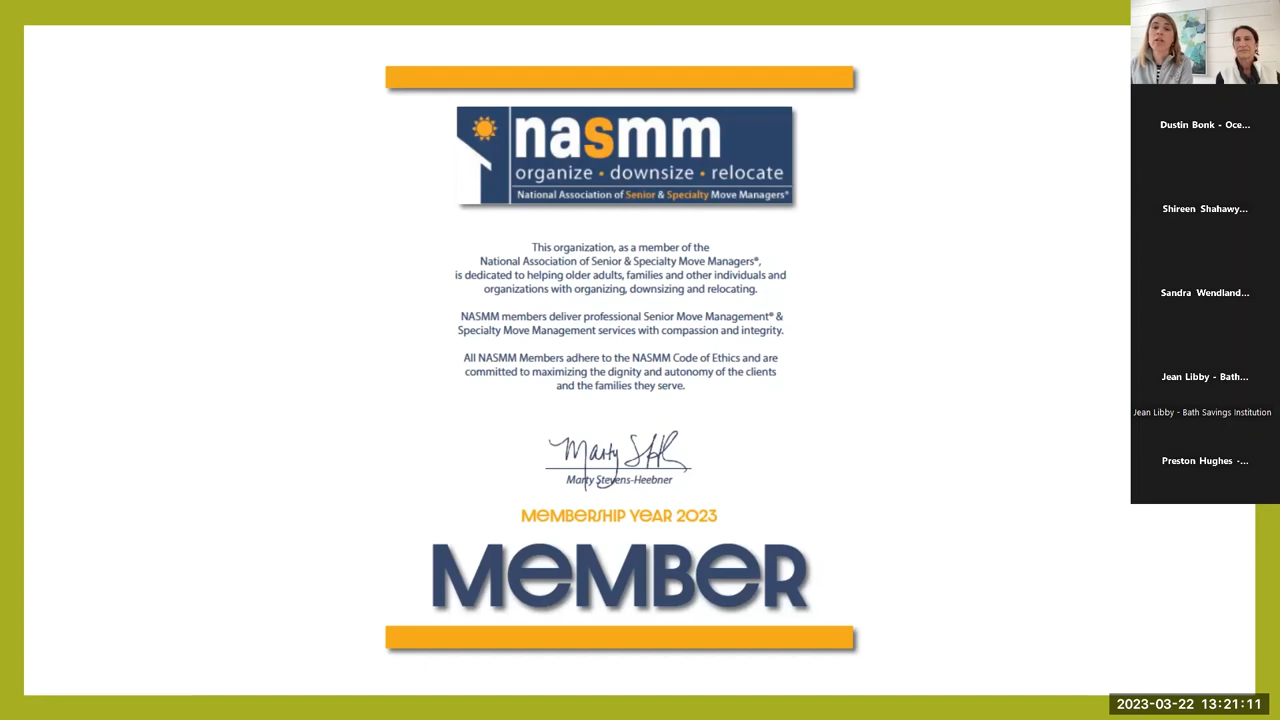 nasmm
organize • downsize • relocate
National Association of Senior & Specialty Move Managers®
This organization, as a member of the
National Association of Senior & Specialty Move Managers®,
is dedicated to helping older adults, families and other individuals and
organizations with organizing, downsizing and relocating.
NASMM members deliver professional Senior Move Management® &
Specialty Move Management services with compassion and integrity.
All NASMM Members adhere to the NASMM Code of Ethics and are
committed to maximizing the dignity and autonomy of the clients
and the families they serve.
Marty Stevens-Heebner
MEMBERSHIP YEAR 2023
MEMBER
Dustin Bonk - Oce...
Shireen Shahawy...
Sandra Wendland...
Jean Libby - Bath...
Jean Libby - Bath Savings Institution
Preston Hughes -...
2023-03-22 13:21:11